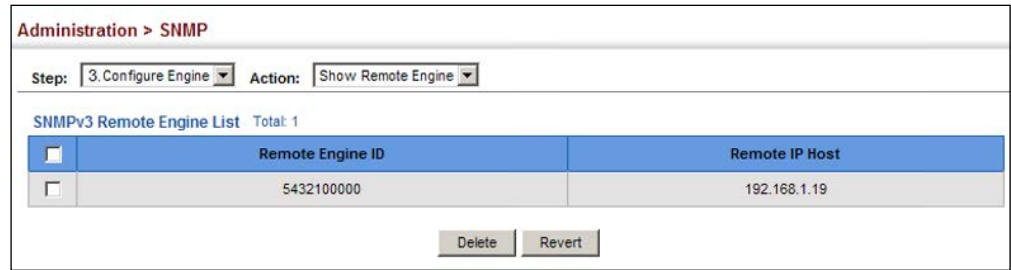 Administration > SNMP
Step: 3. Configure Engine Action: Show Remote Engine
SNMPv3 Remote Engine List Total: 1
Remote Engine ID Remote IP Host
5432100000 192.168.1.19
Delete Revert